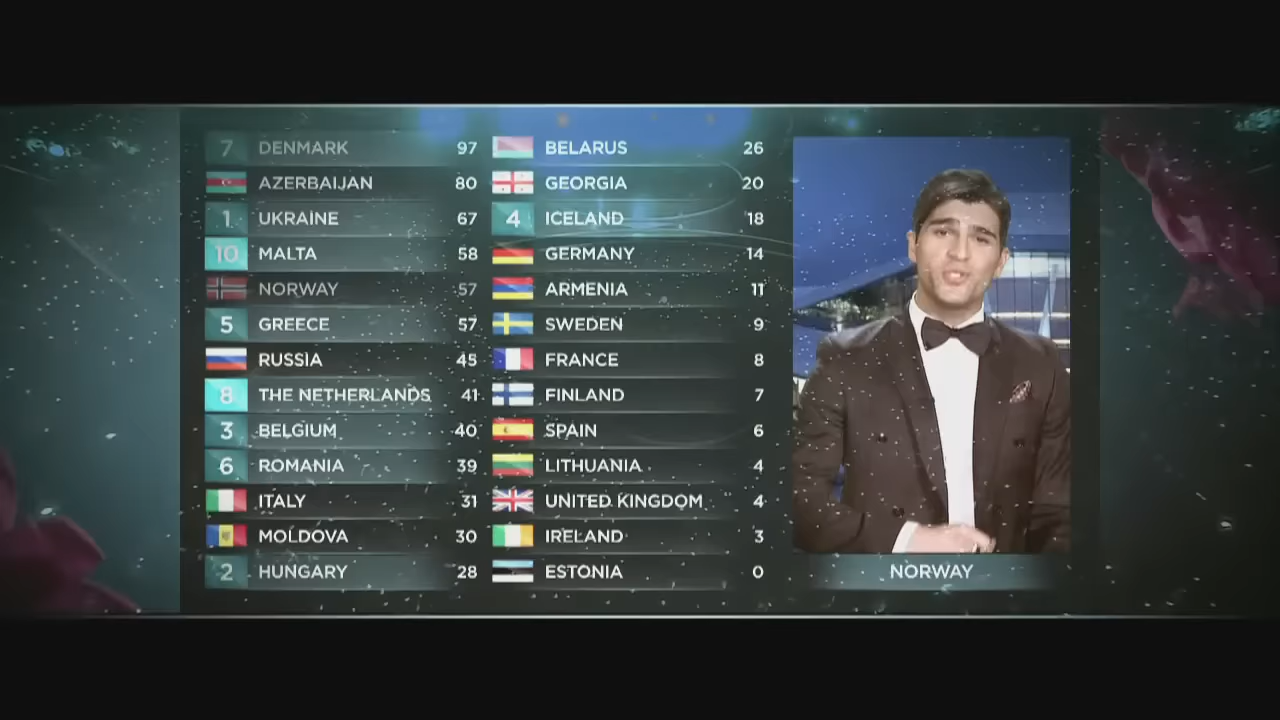 7 DENMARK 97
AZERBAIJAN 80
1 UKRAINE 67
10 MALTA 58
NORWAY 57
5 GREECE 57
RUSSIA 45
8 THE NETHERLANDS 41
3 BELGIUM 40
6 ROMANIA 39
ITALY 31
MOLDOVA 30
2 HUNGARY 28
BELARUS 26
GEORGIA 20
4 ICELAND 18
GERMANY 14
ARMENIA 11
SWEDEN 9
FRANCE 8
FINLAND 7
SPAIN 6
LITHUANIA 4
UNITED KINGDOM 4
IRELAND 3
ESTONIA 0
NORWAY